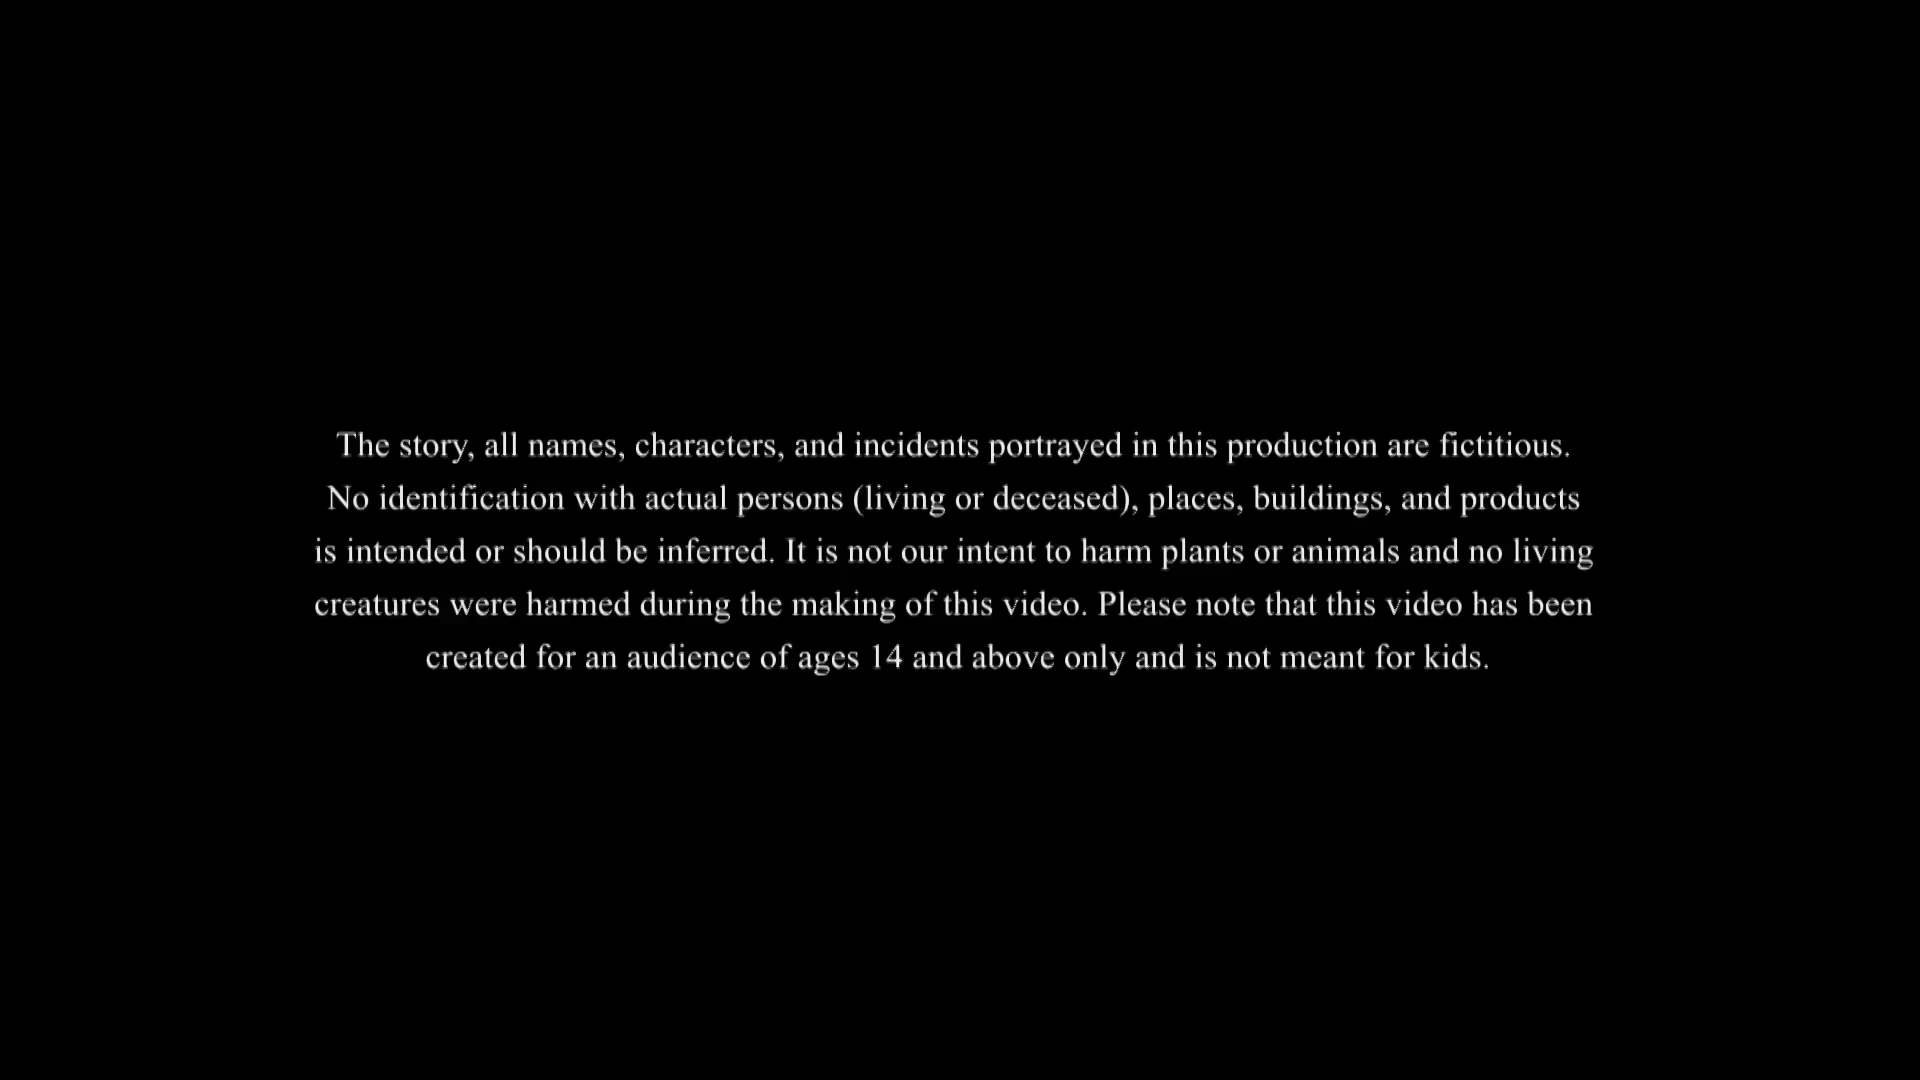 The story, all names, characters, and incidents portrayed in this production are fictitious.
No identification with actual persons (living or deceased), places, buildings, and products
is intended or should be inferred. It is not our intent to harm plants or animals and no living
creatures were harmed during the making of this video. Please note that this video has been
created for an audience of ages 14 and above only and is not meant for kids.